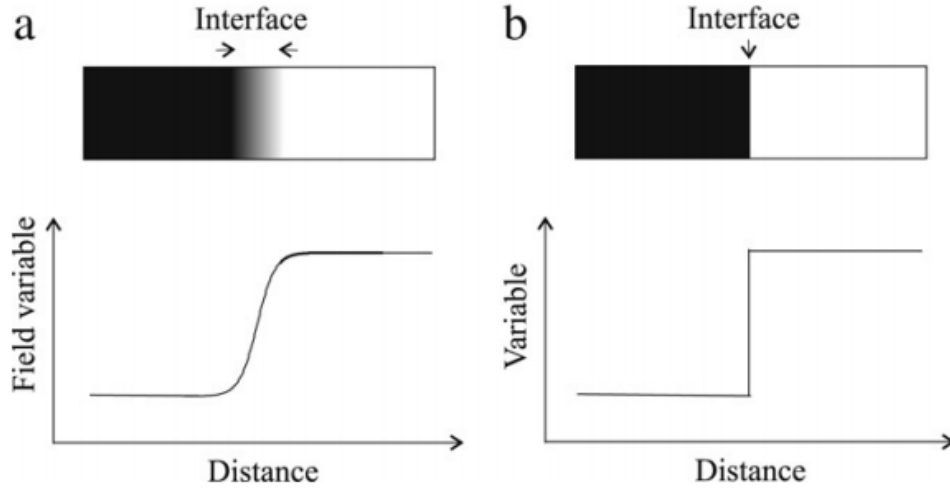 a
Interface
Field variable
Distance
b
Interface
Variable
Distance